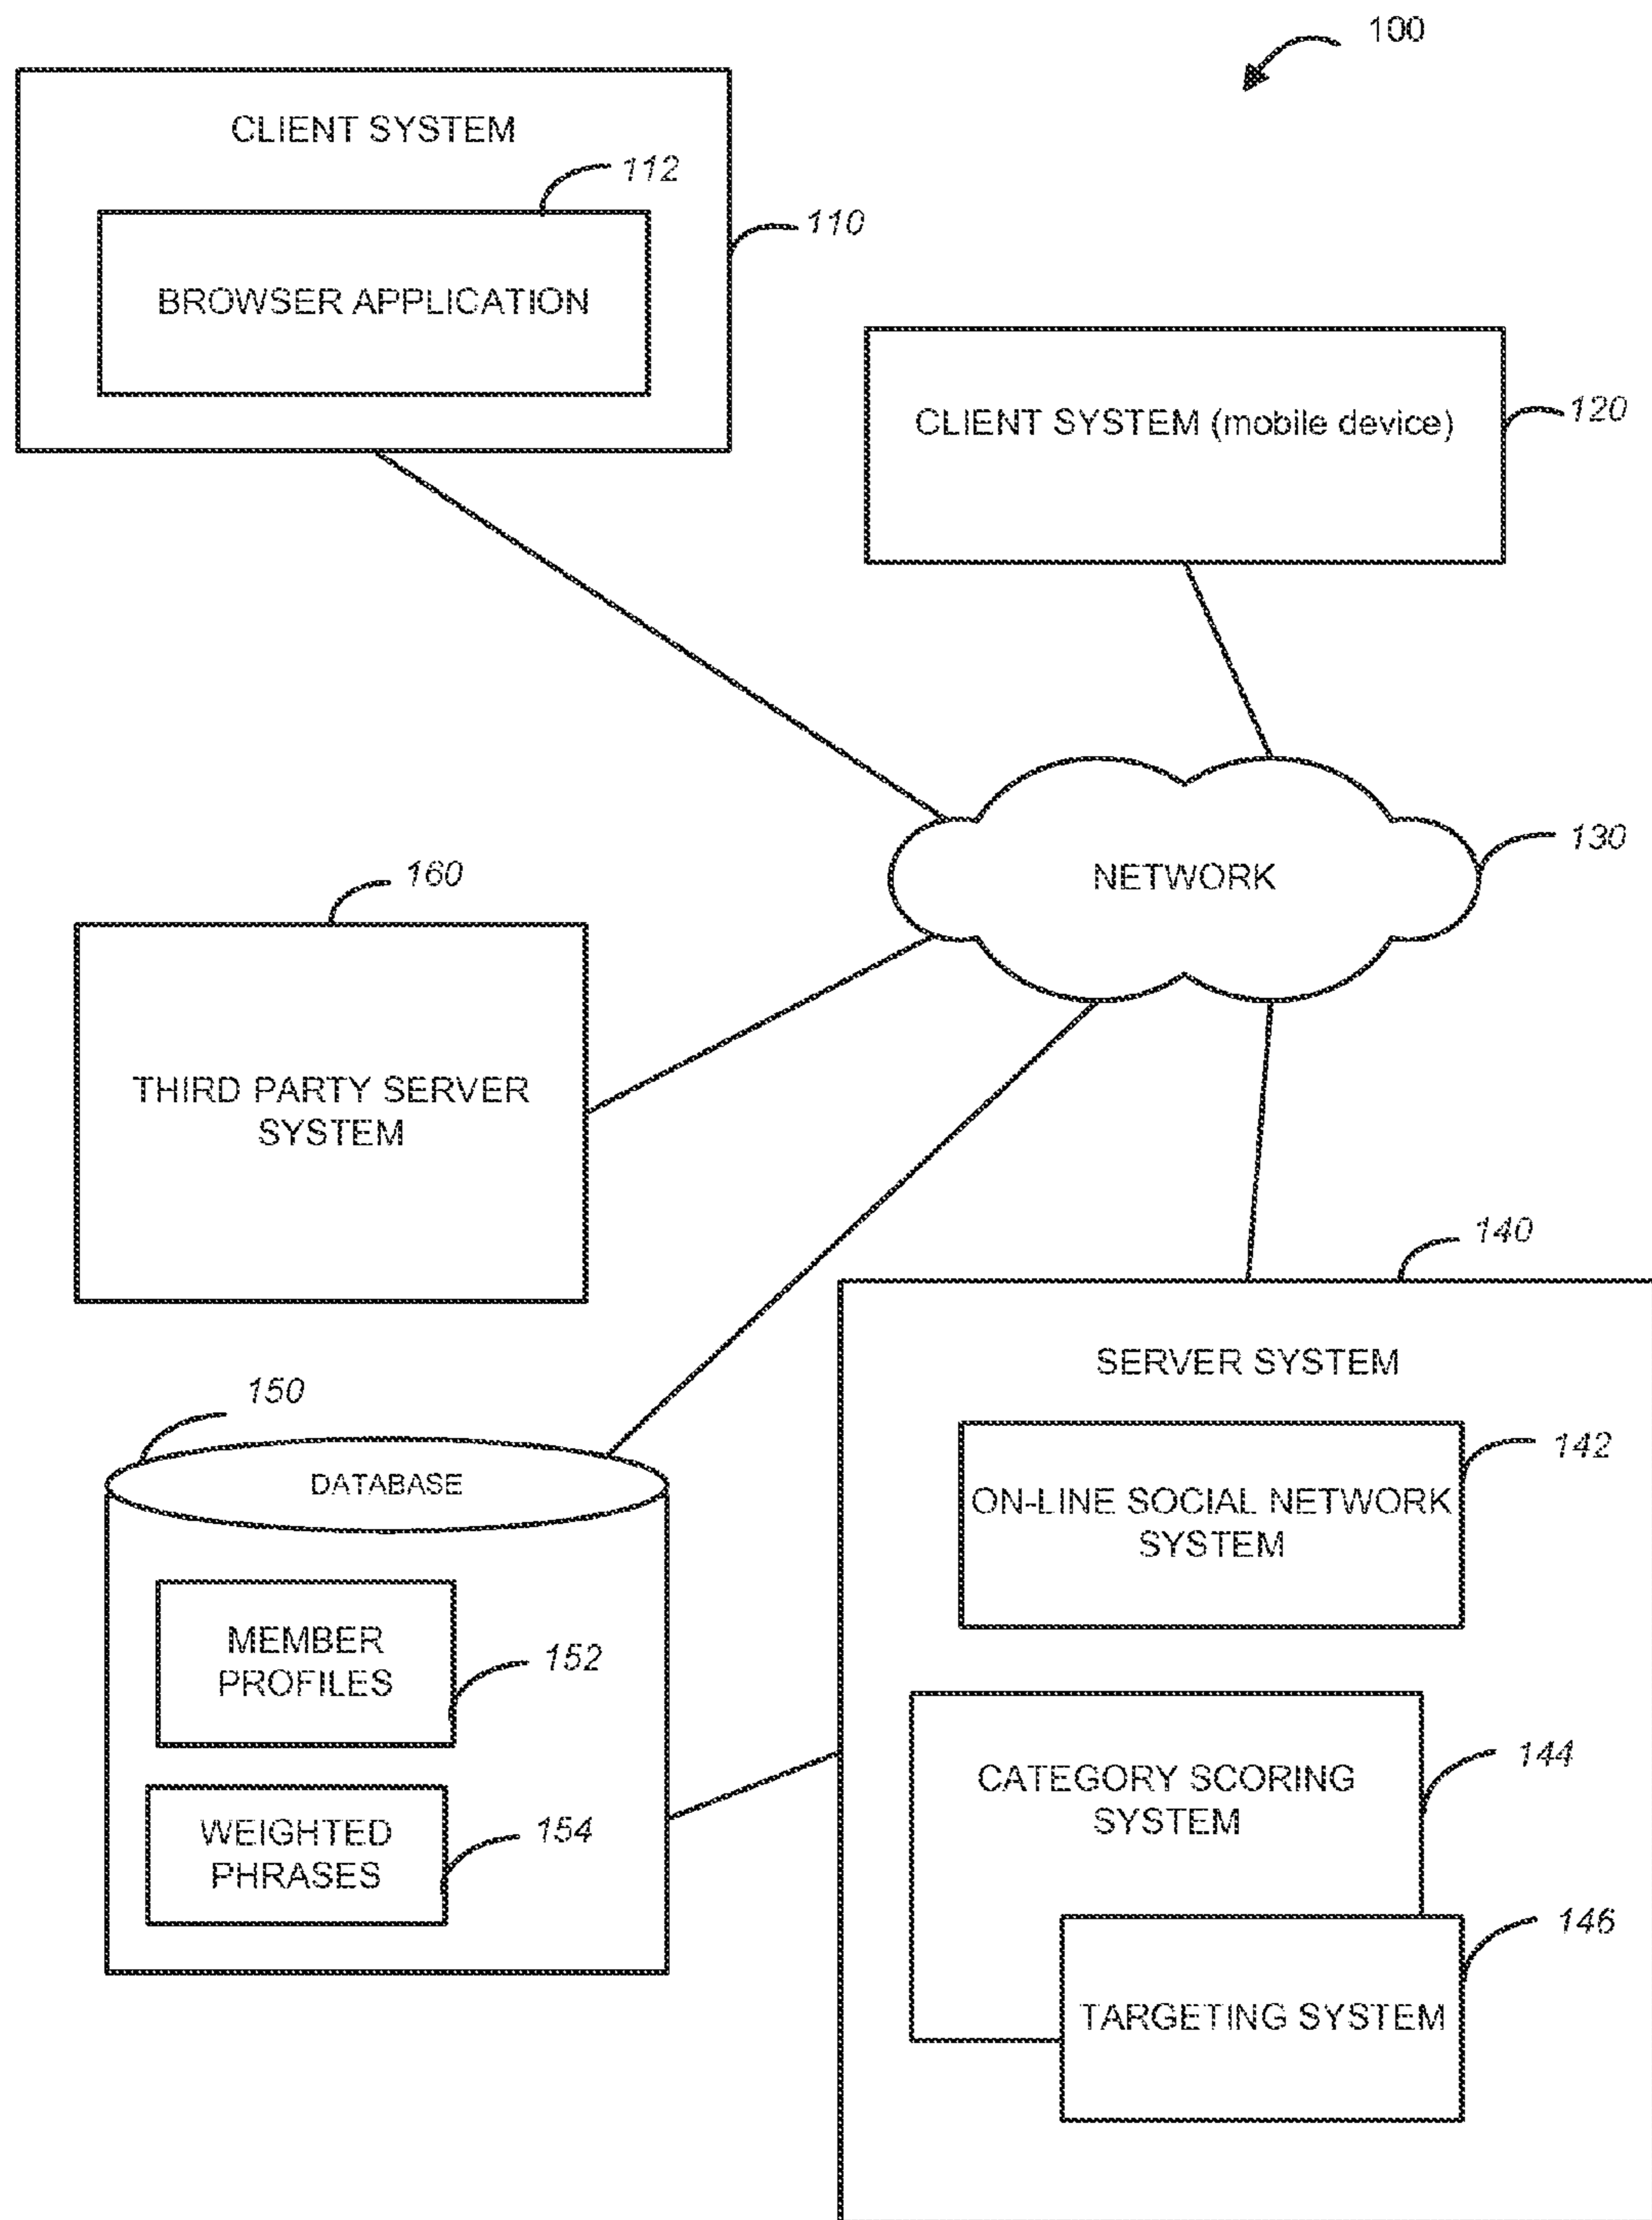 100
CLIENT SYSTEM
112
110
BROWSER APPLICATION
CLIENT SYSTEM (mobile device)
120
130
NETWORK
160
THIRD PARTY SERVER
SYSTEM
140
SERVER SYSTEM
150
DATABASE
142
ON-LINE SOCIAL NETWORK
SYSTEM
MEMBER
PROFILES
152
144
CATEGORY SCORING
SYSTEM
WEIGHTED
PHRASES
154
146
TARGETING SYSTEM